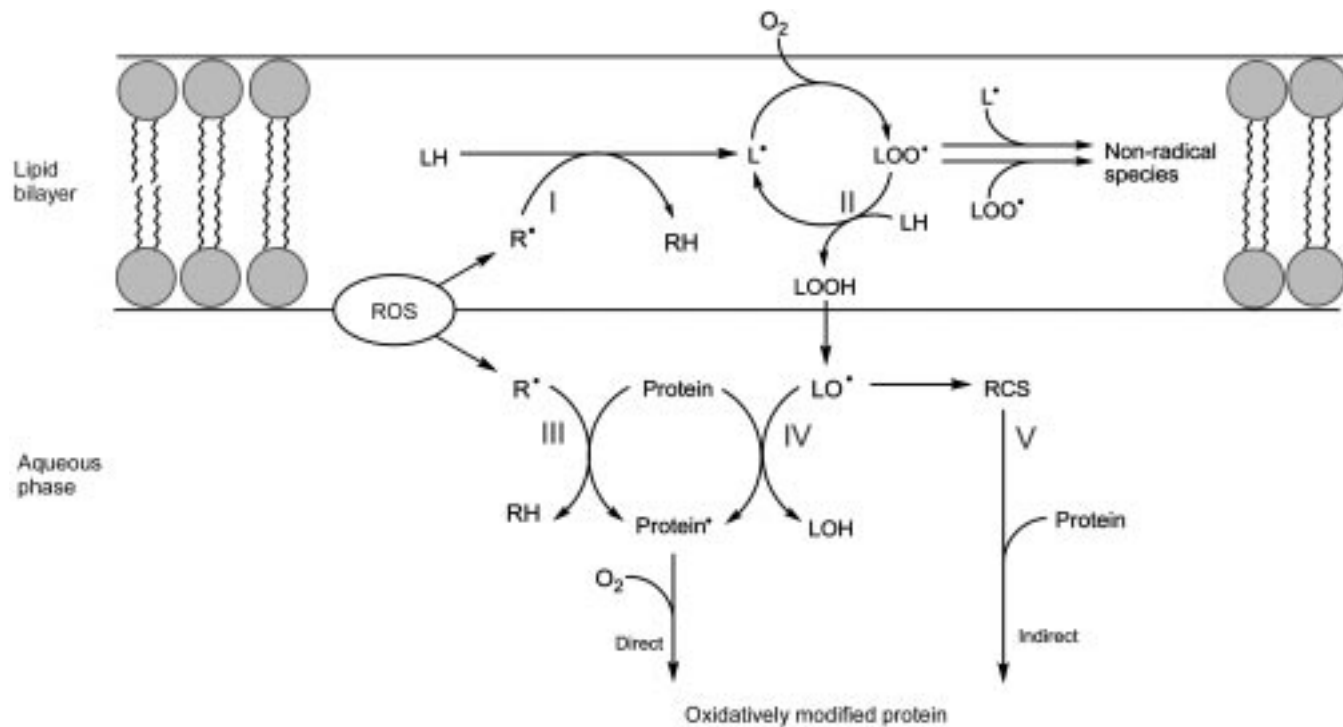 O2
L•
Lipid
bilayer
LH
L•
LOO•
Non-radical
species
I
II
LH
LOO•
R•
RH
LOOH
ROS
R•
Protein
LO•
RCS
III
IV
V
Aqueous
phase
RH
Protein•
LOH
Protein
O2
Direct
Indirect
Oxidatively modified protein